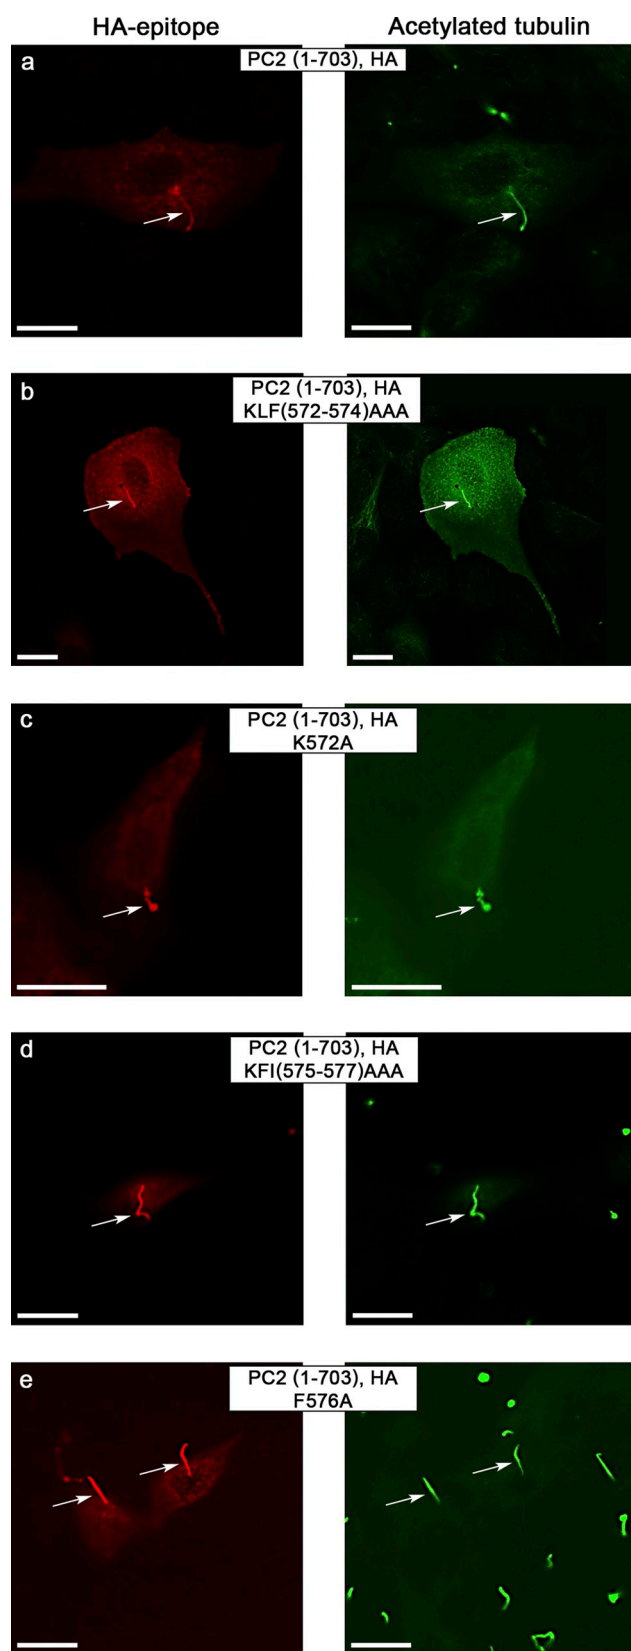 HA-epitope Acetylated tubulin
a
PC2 (1-703), HA
b
PC2 (1-703), HA
KLF(572-574)AAA
c
PC2 (1-703), HA
K572A
d
PC2 (1-703), HA
KFI(575-577)AAA
e
PC2 (1-703), HA
F576A